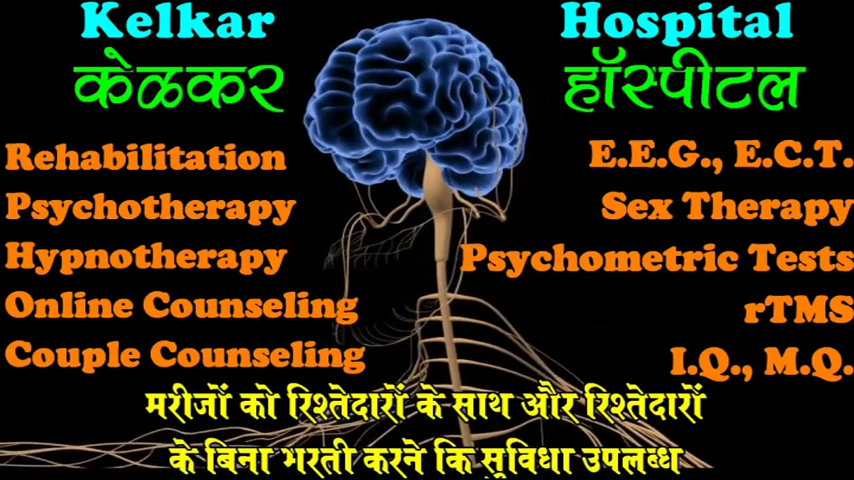 Kelkar Hospital
केळकर हॉस्पीटल
Rehabilitation
Psychotherapy
Hypnotherapy
Online Counseling
Couple Counseling
E.E.G., E.C.T.
Sex Therapy
Psychometric Tests
rTMS
I.Q., M.Q.
मरीजों को रिश्तेदारों के साथ और रिश्तेदारों
के बिना भरती करने कि सुविधा उपलब्ध